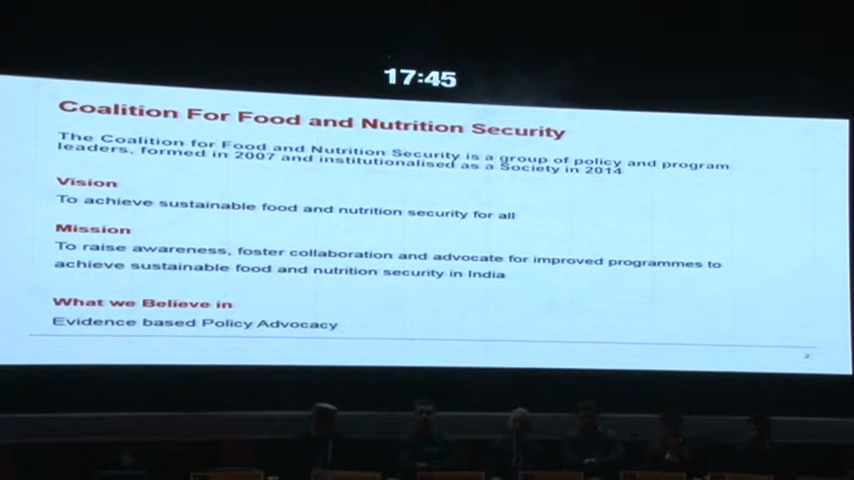 17:45
Coalition For Food and Nutrition Security
The Coalition for Food and Nutrition Security is a group of policy and program
leaders, formed in 2007 and institutionalised as a Society in 2014
Vision
To achieve sustainable food and nutrition security for all
Mission
To raise awareness, foster collaboration and advocate for improved programmes to
achieve sustainable food and nutrition security in India
What we Believe in
Evidence based Policy Advocacy
2